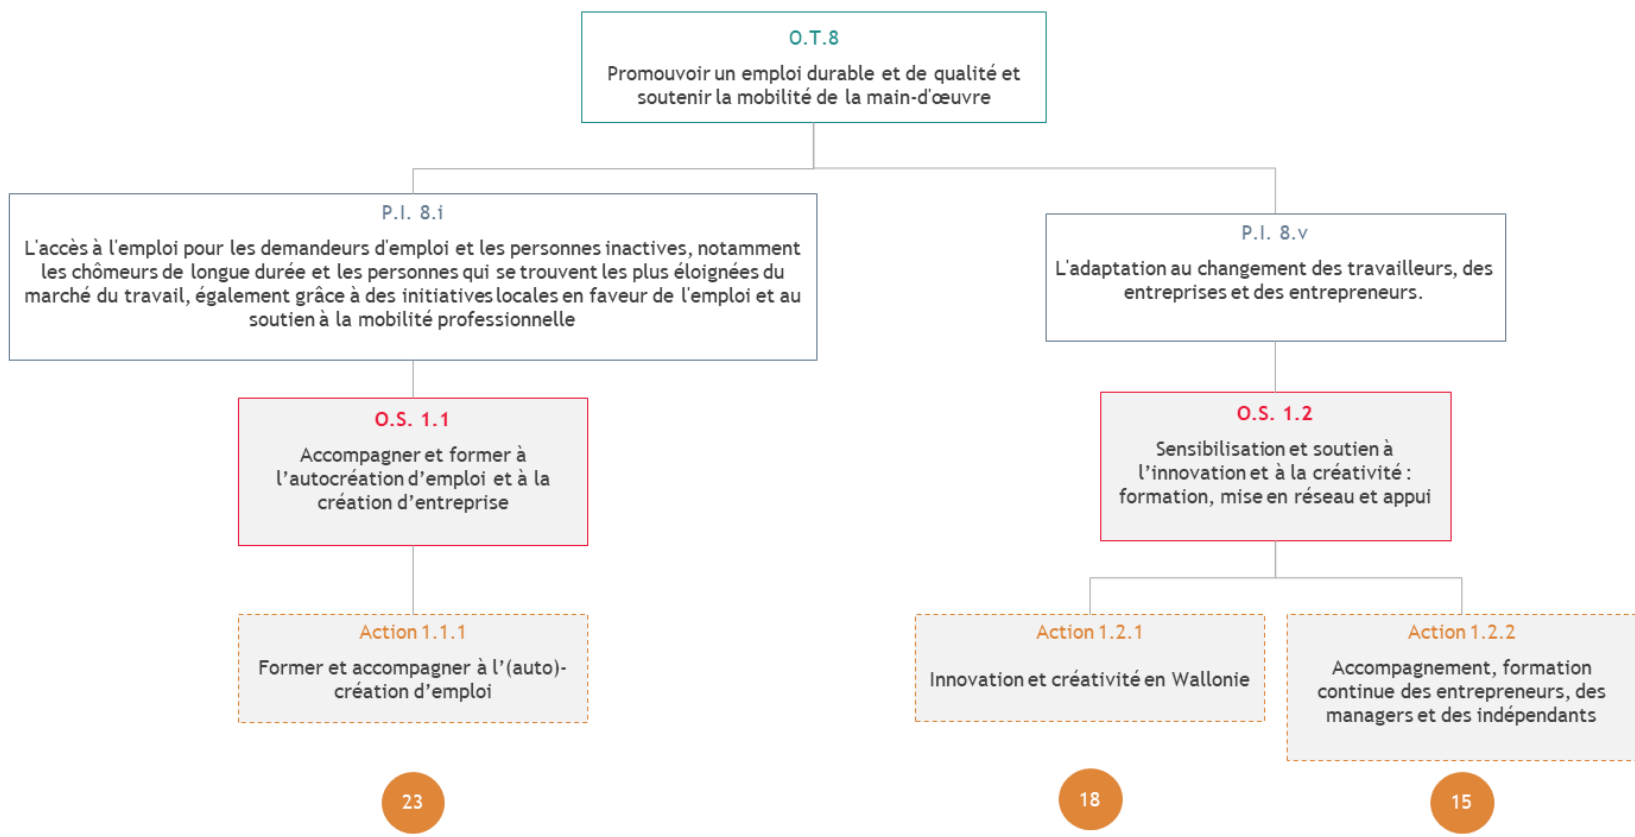 O.T.8
Promouvoir un emploi durable et de qualité et
soutenir la mobilité de la main-d'œuvre
P.I. 8.i
L'accès à l'emploi pour les demandeurs d'emploi et les personnes inactives, notamment
les chômeurs de longue durée et les personnes qui se trouvent les plus éloignées du
marché du travail, également grâce à des initiatives locales en faveur de l'emploi et au
soutien à la mobilité professionnelle
P.I. 8.v
L'adaptation au changement des travailleurs, des
entreprises et des entrepreneurs.
O.S. 1.1
Accompagner et former à
l’autocréation d’emploi et à la
création d’entreprise
O.S. 1.2
Sensibilisation et soutien à
l’innovation et à la créativité :
formation, mise en réseau et appui
Action 1.1.1
Former et accompagner à l’(auto)-
création d’emploi
Action 1.2.1
Innovation et créativité en Wallonie
Action 1.2.2
Accompagnement, formation
continue des entrepreneurs, des
managers et des indépendants
23
18
15